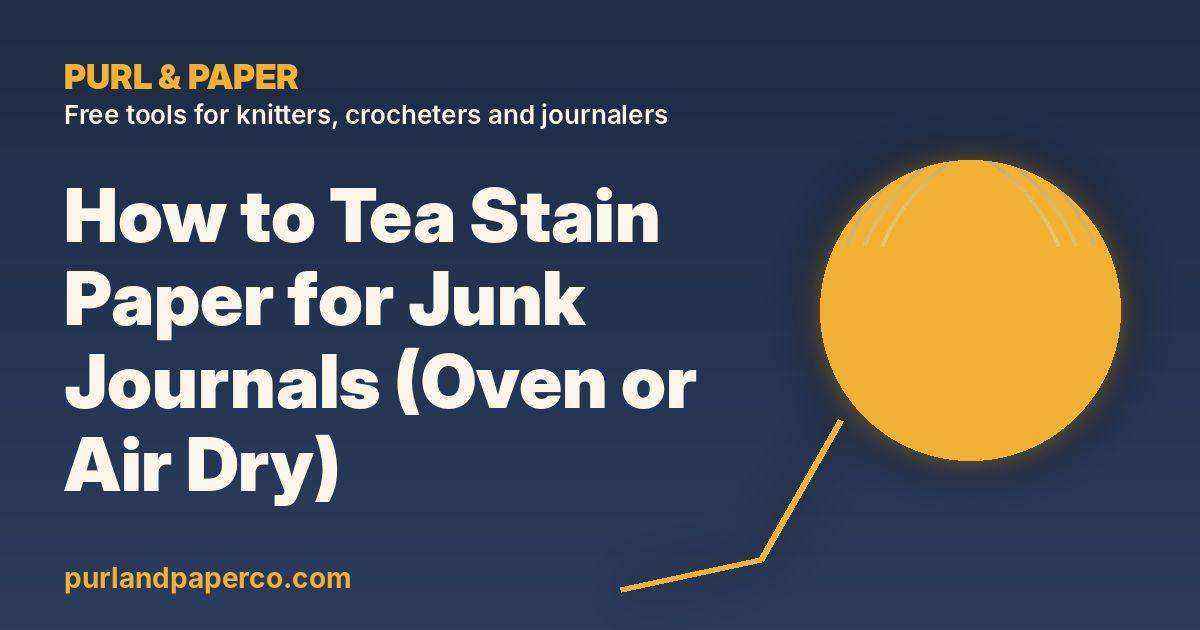 PURL & PAPER
Free tools for knitters, crocheters and journalers
How to Tea Stain
Paper for Junk
Journals (Oven or
Air Dry)
purlandpaperco.com